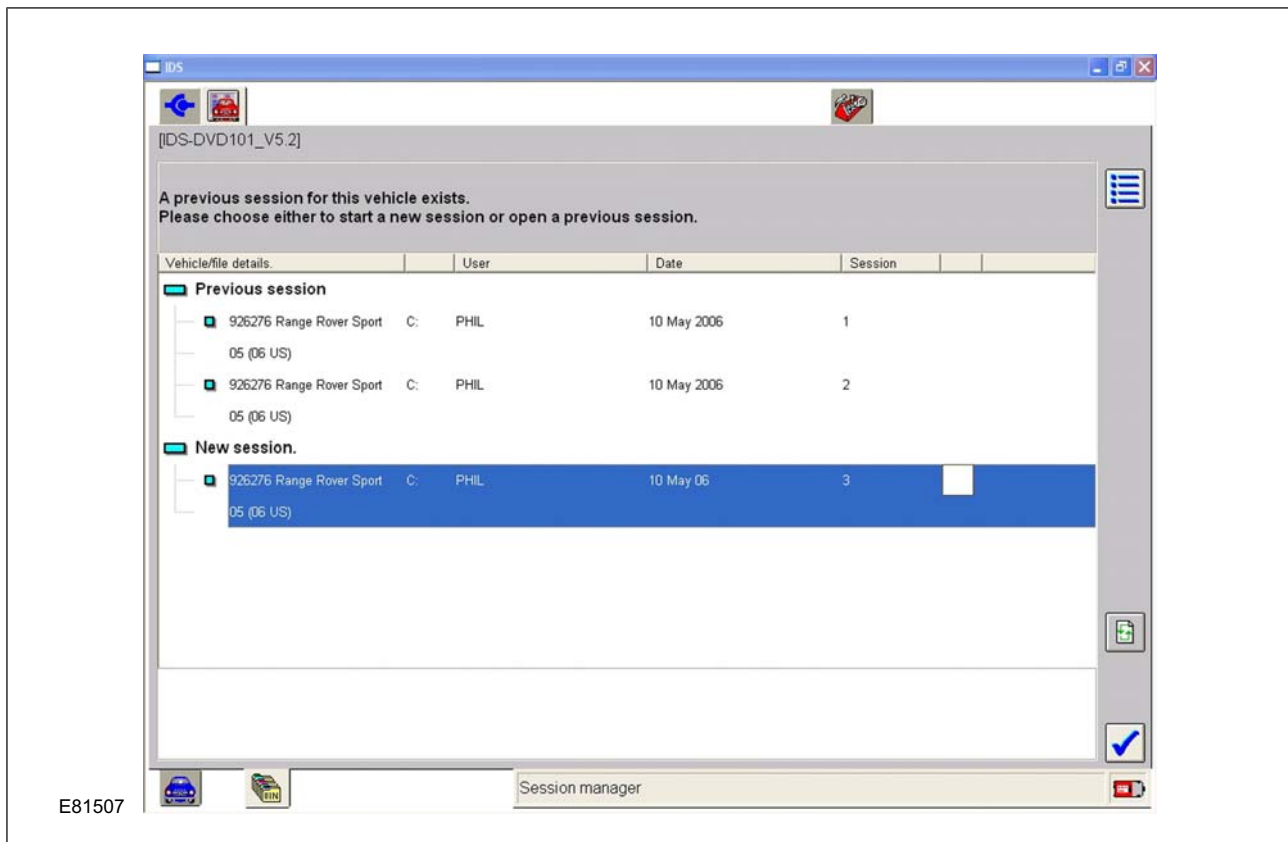 IDS
[IDS-DVD101_V5.2]
A previous session for this vehicle exists.
Please choose either to start a new session or open a previous session.
Vehicle/file details. User Date Session
Previous session
926276 Range Rover Sport C: PHIL 10 May 2006 1
05 (06 US)
926276 Range Rover Sport C: PHIL 10 May 2006 2
05 (06 US)
New session.
926276 Range Rover Sport C: PHIL 10 May 06 3
05 (06 US)
VIN
Session manager
E81507